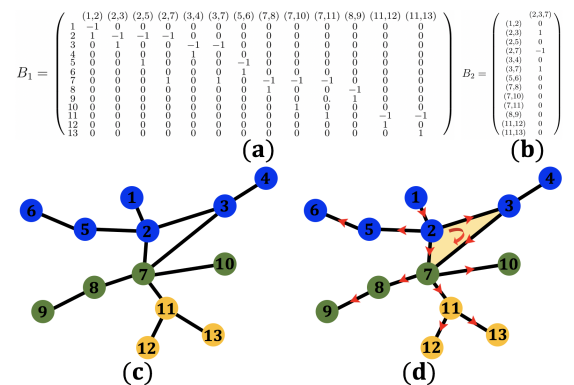 (1,2) (2,3) (2,5) (2,7) (3,4) (3,7) (5,6) (7,8) (7,10) (7,11) (8,9) (11,12) (11,13)
1 −1 0 0 0 0 0 0 0 0 0 0 0 0
2 1 −1 −1 −1 0 0 0 0 0 0 0 0 0
3 0 1 0 0 −1 −1 0 0 0 0 0 0 0
4 0 0 0 0 1 0 0 0 0 0 0 0 0
5 0 0 1 0 0 0 −1 0 0 0 0 0 0
6 0 0 0 0 0 0 1 0 0 0 0 0 0
B₁ = 7 0 0 0 1 0 1 0 −1 −1 −1 0 0 0
8 0 0 0 0 0 0 0 1 0 0 −1 0 0
9 0 0 0 0 0 0 0 0 0 0. 1 0 0
10 0 0 0 0 0 0 0 0 1 0 0 0 0
11 0 0 0 0 0 0 0 0 0 1 0 −1 −1
12 0 0 0 0 0 0 0 0 0 0 0 1 0
13 0 0 0 0 0 0 0 0 0 0 0 0 1
(a)
(2,3,7)
(1,2) 0
(2,3) 1
(2,5) 0
(2,7) −1
(3,4) 0
(3,7) 1
B₂ = (5,6) 0
(7,8) 0
(7,10) 0
(7,11) 0
(8,9) 0
(11,12) 0
(11,13) 0
(b)
4
1
3
6
5
2
7
10
8
9
11
13
12
(c)
4
1
3
6
5
2
7
10
8
9
11
13
12
(d)